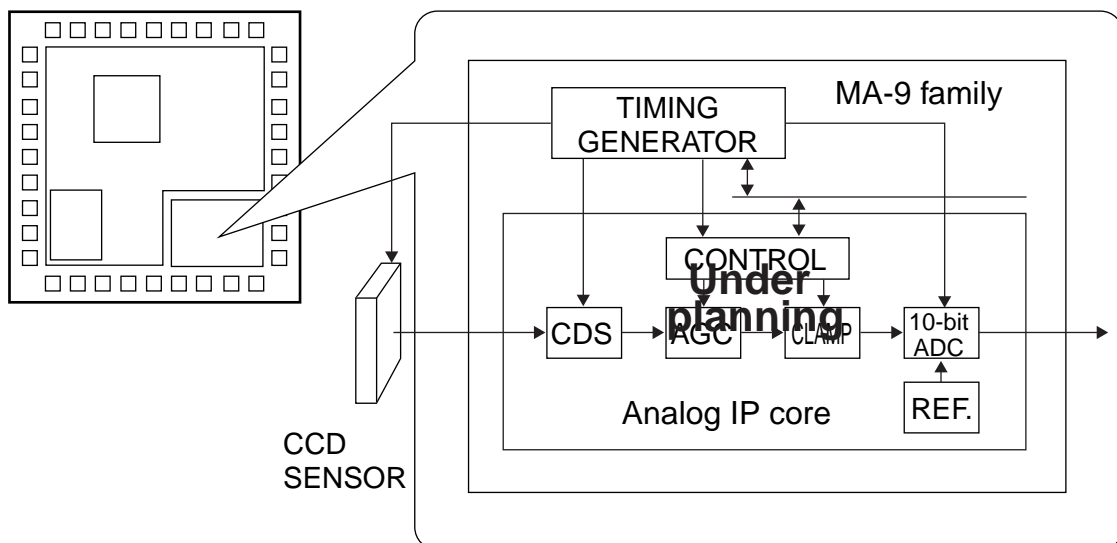 MA-9 family
TIMING
GENERATOR
CONTROL
Under
planning
CDS
AGC
CLAMP
10-bit
ADC
REF.
Analog IP core
CCD
SENSOR